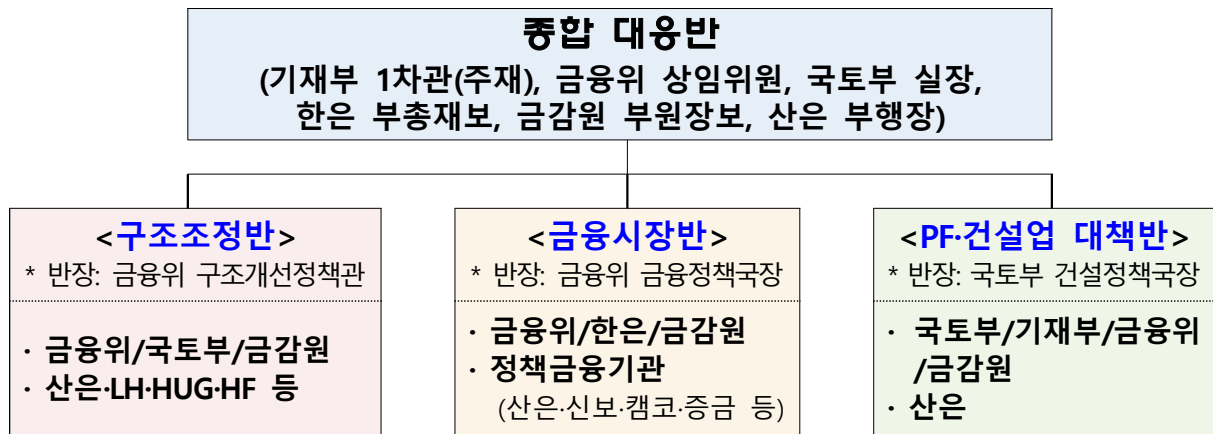 종합 대응반
(기재부 1차관(주재), 금융위 상임위원, 국토부 실장,
한은 부총재보, 금감원 부원장보, 산은 부행장)
<구조조정반>
* 반장: 금융위 구조개선정책관
· 금융위/국토부/금감원
· 산은·LH·HUG·HF 등
<금융시장반>
* 반장: 금융위 금융정책국장
· 금융위/한은/금감원
· 정책금융기관
(산은·신보·캠코·증금 등)
<PF·건설업 대책반>
* 반장: 국토부 건설정책국장
· 국토부/기재부/금융위
/금감원
· 산은